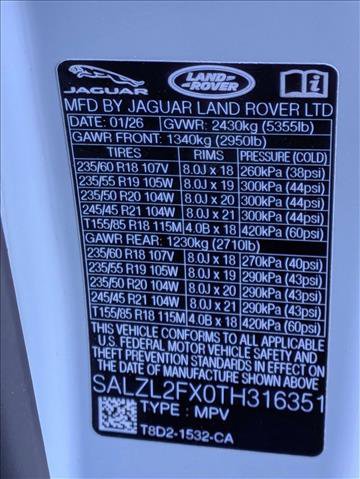 JAGUAR LAND ROVER
MFD BY JAGUAR LAND ROVER LTD
DATE: 01/26 GVWR: 2430kg (5355lb)
GAWR FRONT: 1340kg (2950lb)
TIRES RIMS PRESSURE (COLD)
235/60 R18 107V 8.0J x 18 260kPa (38psi)
235/55 R19 105W 8.0J x 19 300kPa (44psi)
235/50 R20 104W 8.0J x 20 300kPa (44psi)
245/45 R21 104W 8.0J x 21 300kPa (44psi)
T155/85 R18 115M 4.0B x 18 420kPa (60psi)
GAWR REAR: 1230kg (2710lb)
235/60 R18 107V 8.0J x 18 270kPa (40psi)
235/55 R19 105W 8.0J x 19 290kPa (43psi)
235/50 R20 104W 8.0J x 20 290kPa (43psi)
245/45 R21 104W 8.0J x 21 290kPa (43psi)
T155/85 R18 115M 4.0B x 18 420kPa (60psi)
THIS VEHICLE CONFORMS TO ALL APPLICABLE
U.S. FEDERAL MOTOR VEHICLE SAFETY, BUMPER,
AND THEFT PREVENTION STANDARDS IN EFFECT ON
THE DATE OF MANUFACTURE SHOWN ABOVE.
SALZL2FX0TH316351
TYPE: MPV
T8D2-1532-CA